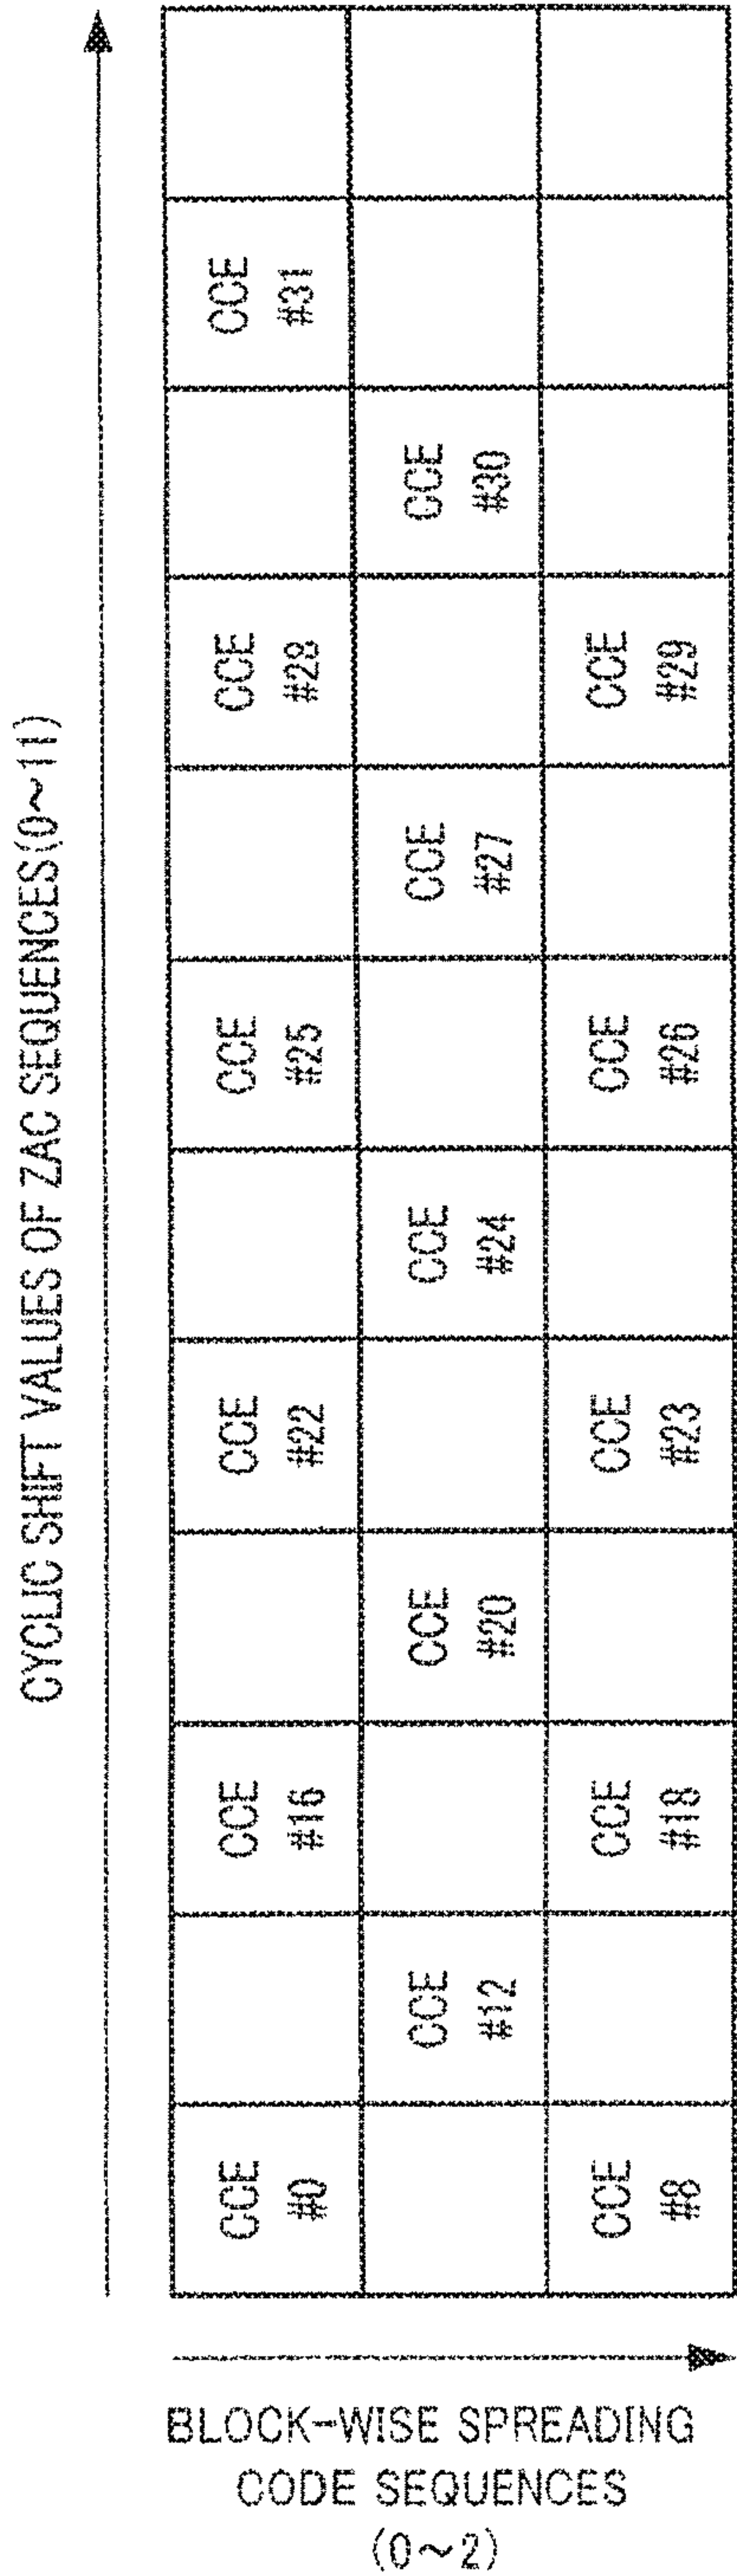 CYCLIC SHIFT VALUES OF ZAC SEQUENCES(0~11)
CCE
#0
CCE
#16
CCE
#22
CCE
#25
CCE
#28
CCE
#31
CCE
#12
CCE
#20
CCE
#24
CCE
#27
CCE
#30
CCE
#8
CCE
#18
CCE
#23
CCE
#26
CCE
#29
BLOCK-WISE SPREADING
CODE SEQUENCES
(0~2)